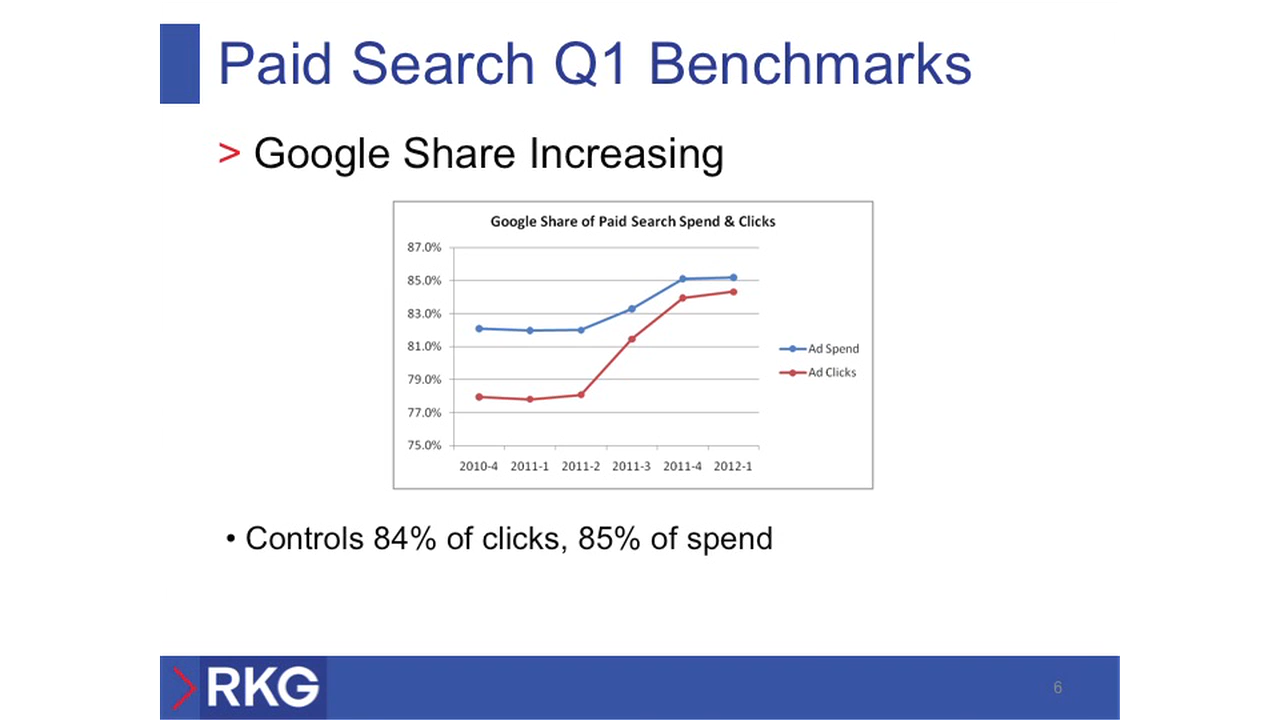 Paid Search Q1 Benchmarks
> Google Share Increasing
Google Share of Paid Search Spend & Clicks
87.0%
85.0%
83.0%
81.0%
79.0%
77.0%
75.0%
2010-4 2011-1 2011-2 2011-3 2011-4 2012-1
Ad Spend
Ad Clicks
• Controls 84% of clicks, 85% of spend
RKG
6